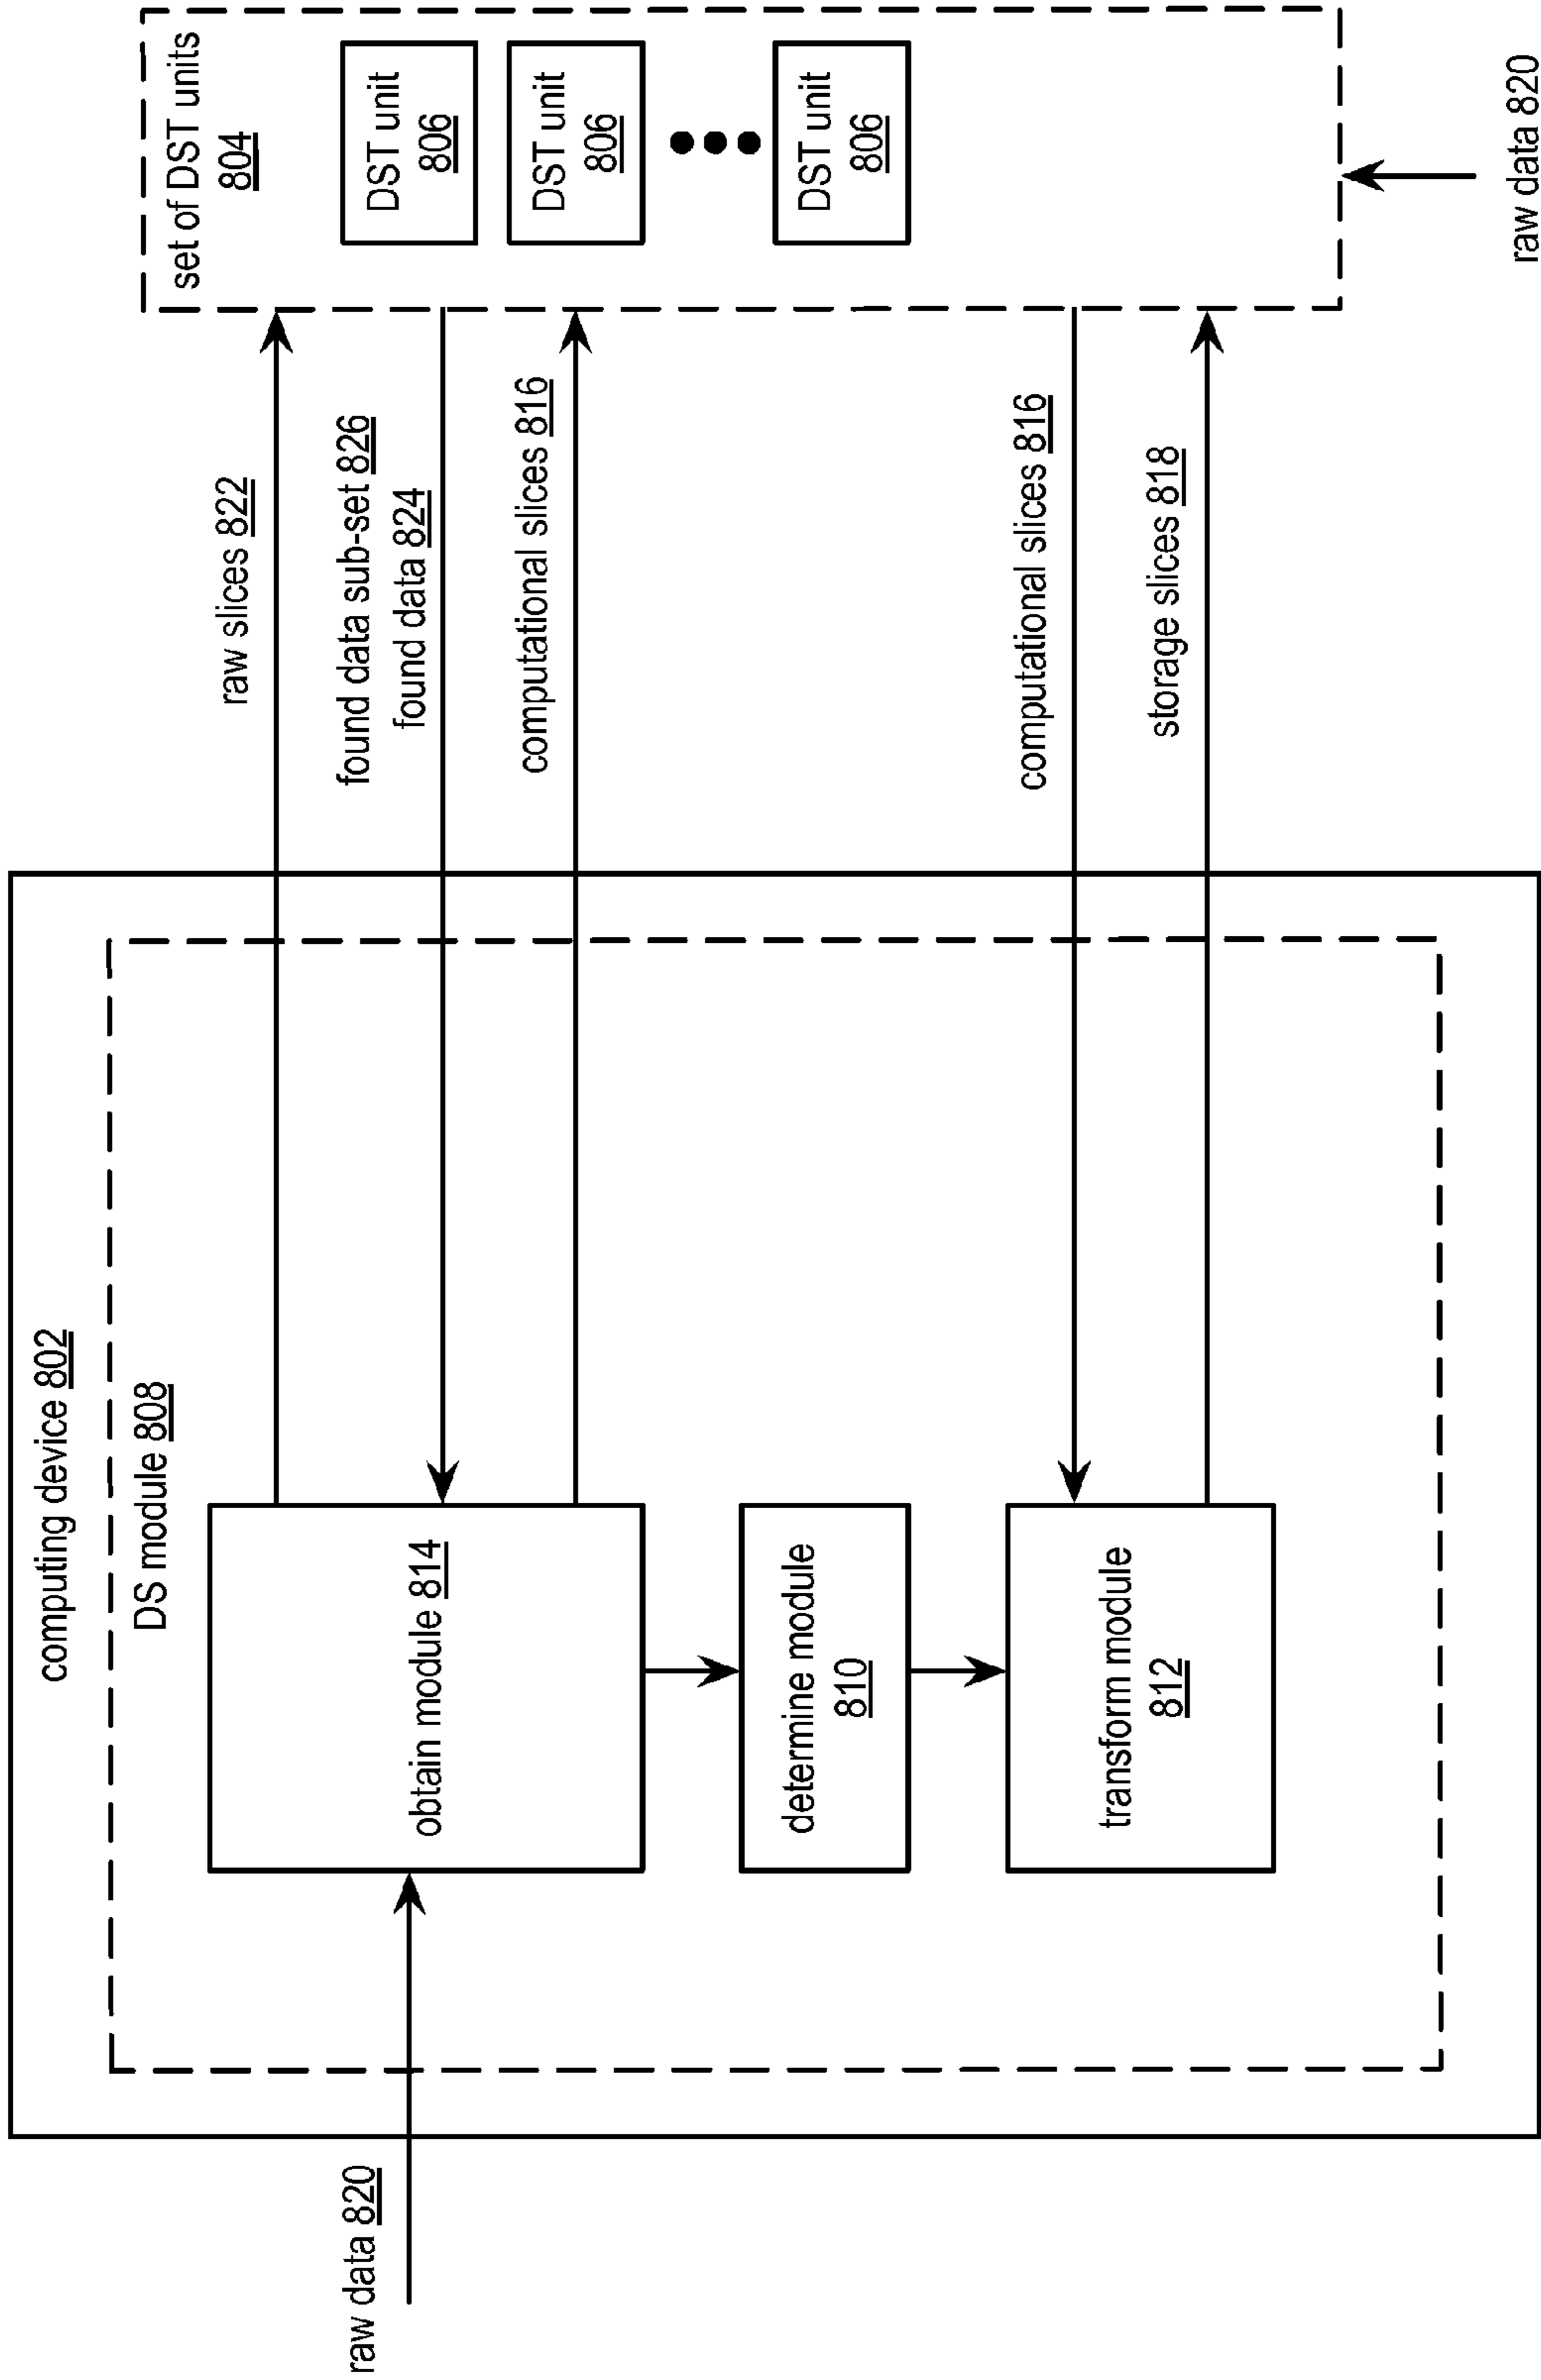 computing device 802
DS module 808
raw data 820
obtain module 814
determine module
810
transform module
812
raw slices 822
found data sub-set 826
found data 824
computational slices 816
computational slices 816
storage slices 818
set of DST units
804
DST unit
806
DST unit
806
DST unit
806
raw data 820